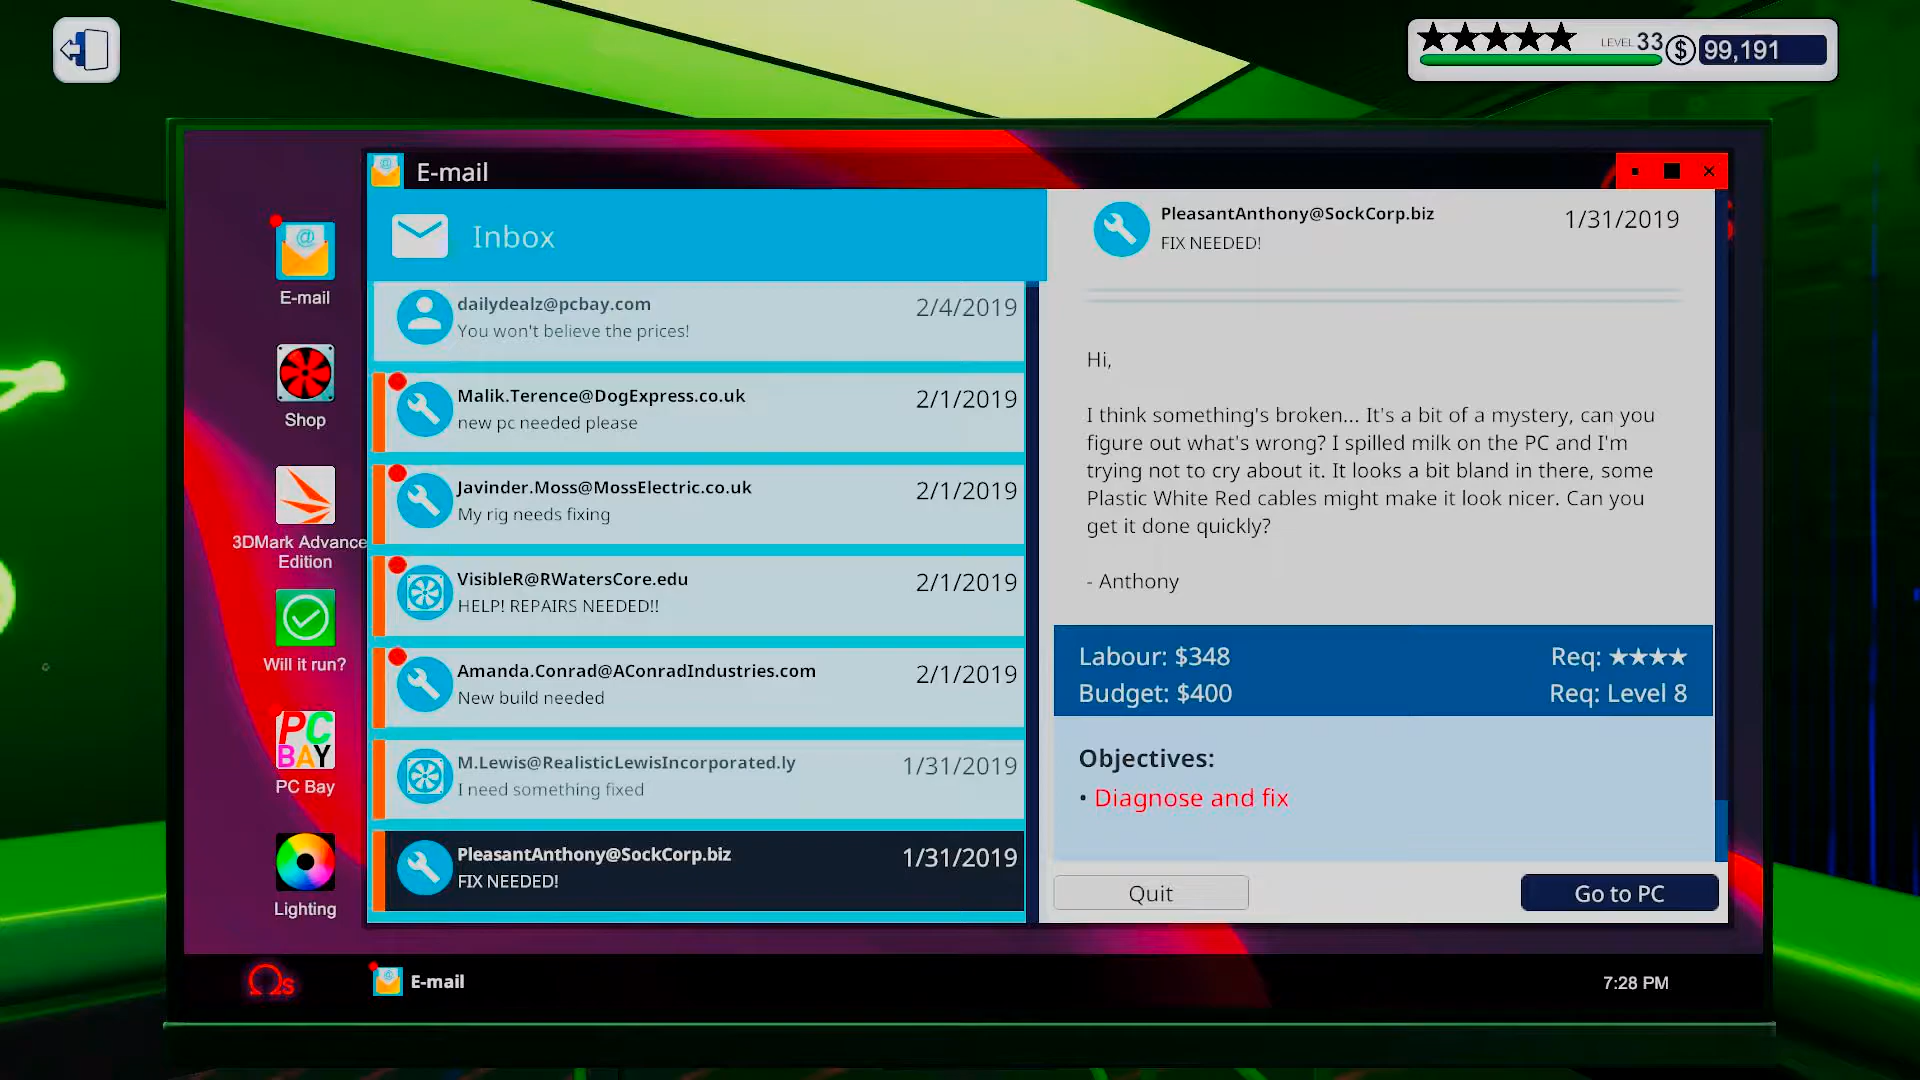 LEVEL 33
$ 99,191
E-mail
Inbox
dailydealz@pcbay.com 2/4/2019
You won't believe the prices!
Malik.Terence@DogExpress.co.uk 2/1/2019
new pc needed please
Javinder.Moss@MossElectric.co.uk 2/1/2019
My rig needs fixing
VisibleR@RWatersCore.edu 2/1/2019
HELP! REPAIRS NEEDED!!
Amanda.Conrad@AConradIndustries.com 2/1/2019
New build needed
M.Lewis@RealisticLewisIncorporated.ly 1/31/2019
I need something fixed
PleasantAnthony@SockCorp.biz 1/31/2019
FIX NEEDED!
PleasantAnthony@SockCorp.biz 1/31/2019
FIX NEEDED!
Hi,
I think something's broken... It's a bit of a mystery, can you
figure out what's wrong? I spilled milk on the PC and I'm
trying not to cry about it. It looks a bit bland in there, some
Plastic White Red cables might make it look nicer. Can you
get it done quickly?
- Anthony
Labour: $348 Req: ★★★★
Budget: $400 Req: Level 8
Objectives:
• Diagnose and fix
Quit Go to PC
E-mail
Shop
3DMark Advance
Edition
Will it run?
PC
BAY
PC Bay
Lighting
Ωs
E-mail
7:28 PM